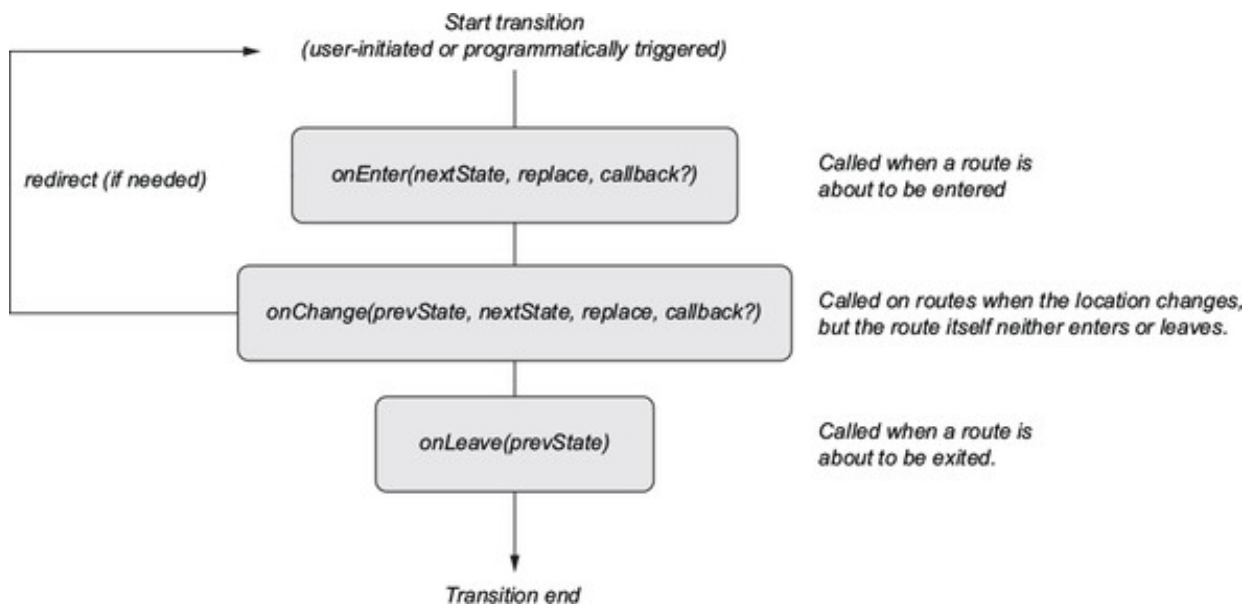 Start transition
(user-initiated or programmatically triggered)
redirect (if needed)
onEnter(nextState, replace, callback?)
Called when a route is
about to be entered
onChange(prevState, nextState, replace, callback?)
Called on routes when the location changes,
but the route itself neither enters or leaves.
onLeave(prevState)
Called when a route is
about to be exited.
Transition end